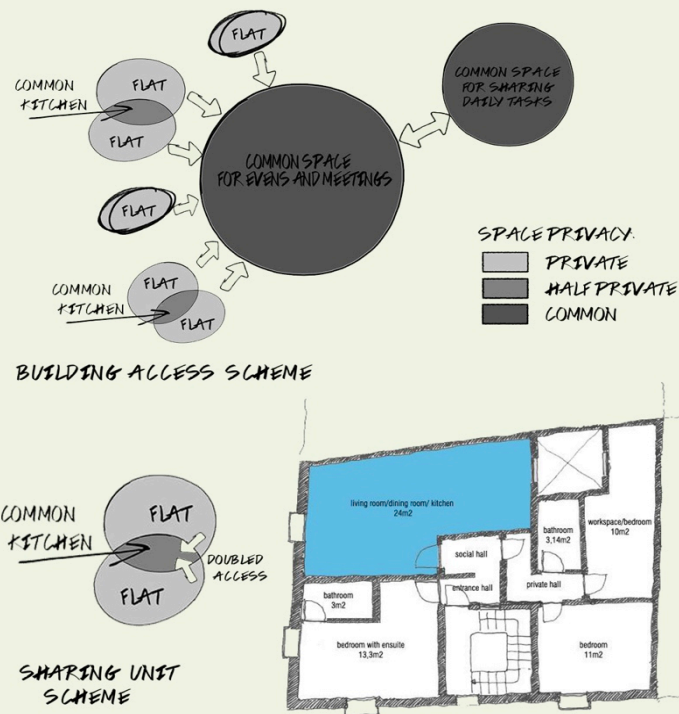 FLAT
COMMON
KITCHEN
FLAT
FLAT
COMMON SPACE
FOR SHARING
DAILY TASKS
COMMON SPACE
FOR EVENS AND MEETINGS
FLAT
COMMON
KITCHEN
FLAT
FLAT
SPACE PRIVACY:
PRIVATE
HALF PRIVATE
COMMON
BUILDING ACCESS SCHEME
COMMON
KITCHEN
FLAT
FLAT
DOUBLED
ACCESS
SHARING UNIT
SCHEME
living room/dining room/ kitchen
24m2
social hall
entrance hall
bathroom
3,14m2
workspace/bedroom
10m2
private hall
bathroom
3m2
bedroom with ensuite
13,3m2
bedroom
11m2